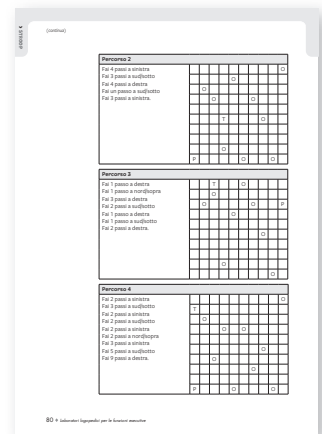 3 STRADA
(continua)
Percorso 2
Fai 4 passi a sinistra
Fai 3 passi a sud/sotto
Fai 4 passi a destra
Fai un passo a sud/sotto
Fai 3 passi a sinistra.
O
O
O
O O
T O
O
P O O
Percorso 3
Fai 1 passo a destra
Fai 1 passo a nord/sopra
Fai 3 passi a destra
Fai 2 passi a sud/sotto
Fai 1 passi a destra
Fai 1 passo a sud/sotto
Fai 2 passi a destra.
T O
O
O O P
O
O
O
O
Percorso 4
Fai 2 passi a sinistra
Fai 3 passi a sud/sotto
Fai 2 passi a sinistra
Fai 2 passi a sud/sotto
Fai 2 passi a sinistra
Fai 2 passi a nord/sopra
Fai 3 passi a sinistra
Fai 5 passi a sud/sotto
Fai 9 passi a destra.
O
T
O
O O
O
O
O
P O O
80 ✦ Laboratori logopedici per le funzioni esecutive